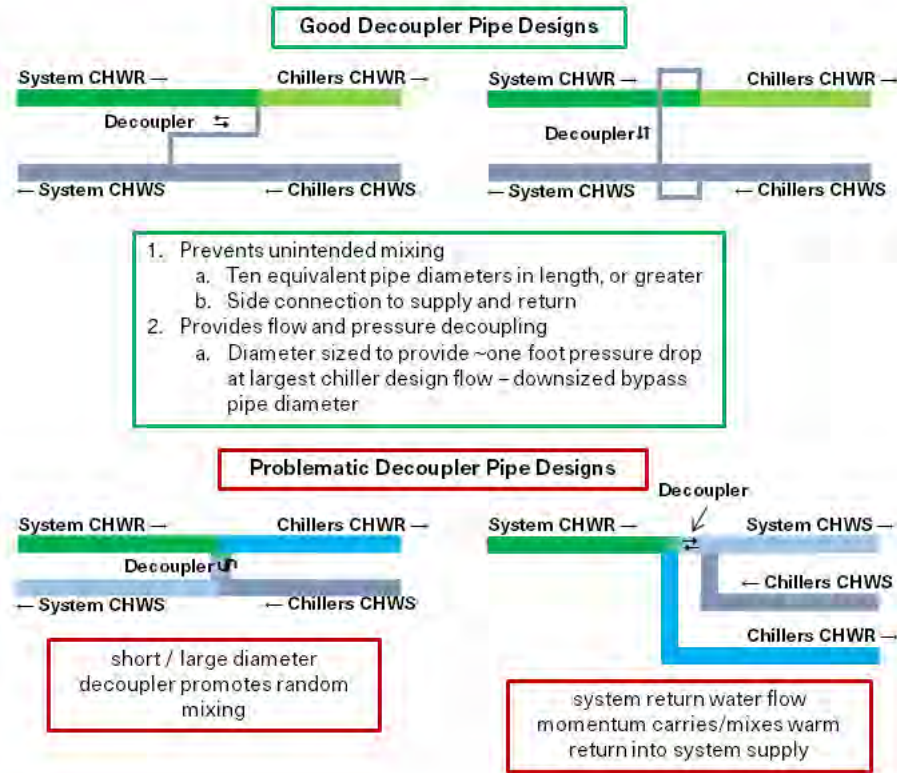 Good Decoupler Pipe Designs
System CHWR →
Chillers CHWR →
Decoupler ⇆
← System CHWS
← Chillers CHWS
System CHWR →
Chillers CHWR →
Decoupler ⇵
← System CHWS
← Chillers CHWS
1. Prevents unintended mixing
a. Ten equivalent pipe diameters in length, or greater
b. Side connection to supply and return
2. Provides flow and pressure decoupling
a. Diameter sized to provide ~one foot pressure drop
at largest chiller design flow – downsized bypass
pipe diameter
Problematic Decoupler Pipe Designs
System CHWR →
Chillers CHWR →
Decoupler
← System CHWS
← Chillers CHWS
short / large diameter
decoupler promotes random
mixing
Decoupler
System CHWR →
⇄
System CHWS →
← Chillers CHWS
Chillers CHWR →
system return water flow
momentum carries/mixes warm
return into system supply